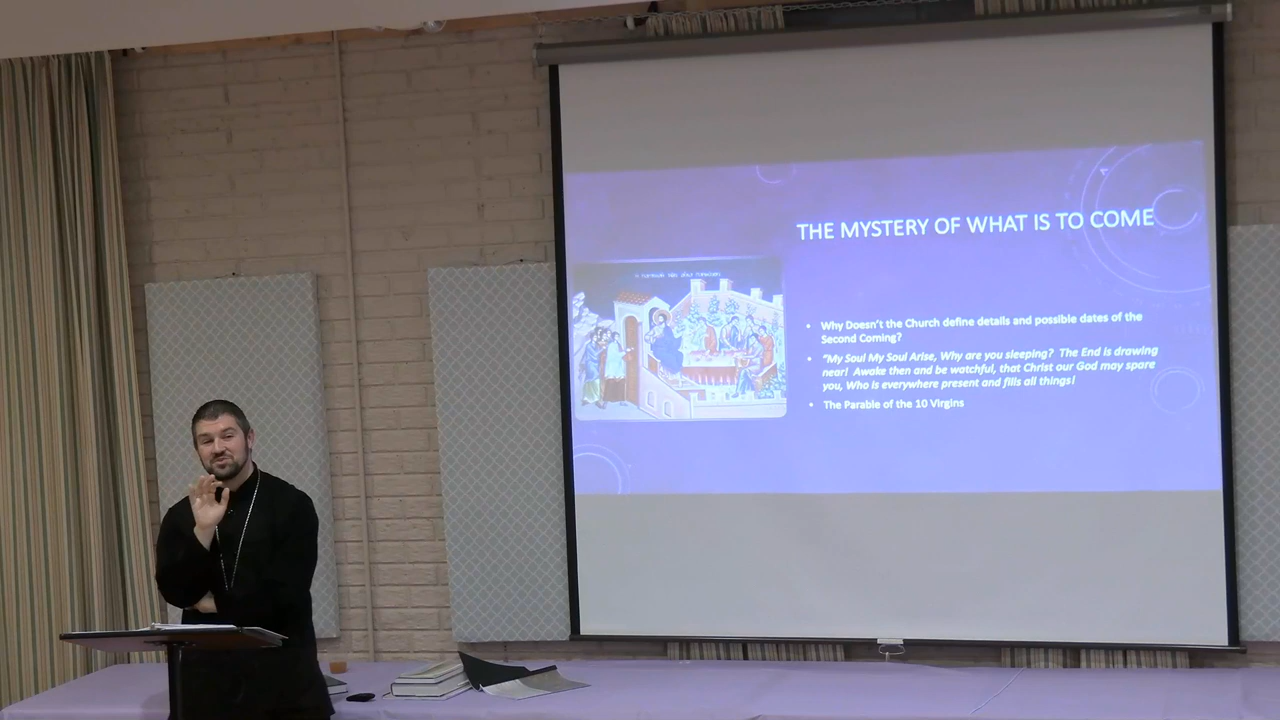 THE MYSTERY OF WHAT IS TO COME
• Why Doesn't the Church define details and possible dates of the
Second Coming?
• "My Soul My Soul Arise, Why are you sleeping? The End is drawing
near! Awake then and be watchful, that Christ our God may spare
you, Who is everywhere present and fills all things!
• The Parable of the 10 Virgins